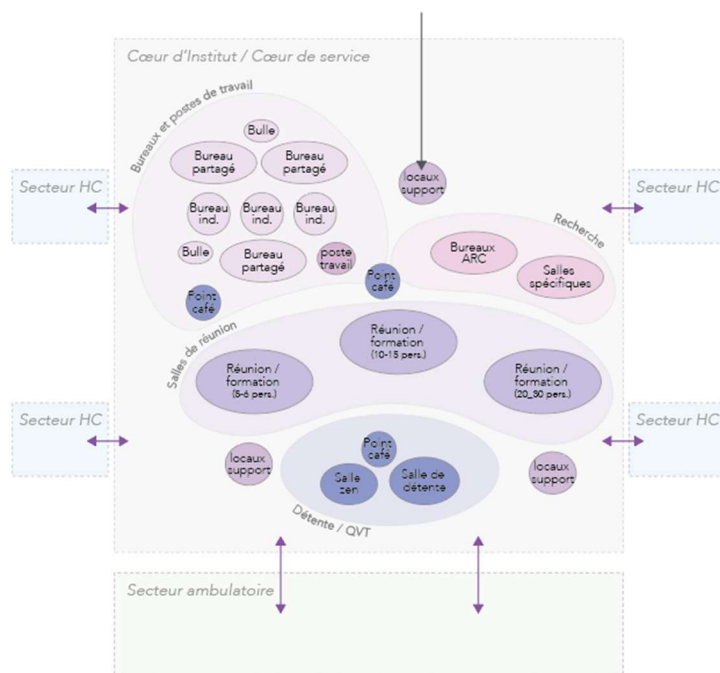 Cœur d'Institut / Cœur de service
Bureaux et postes de travail
Bulle
Bureau
partagé
Bureau
partagé
Secteur HC
Secteur HC
locaux
support
Bureau
ind.
Bureau
ind.
Bureau
ind.
Recherche
Bulle
Bureau
partagé
poste
travail
Bureaux
ARC
Salles
spécifiques
Point
café
Point
café
Salles de réunion
Réunion /
formation
(10-15 pers.)
Réunion /
formation
(5-6 pers.)
Réunion /
formation
(20_30 pers.)
Secteur HC
Secteur HC
Point
café
locaux
support
Salle
zen
Salle de
détente
locaux
support
Détente / QVT
Secteur ambulatoire